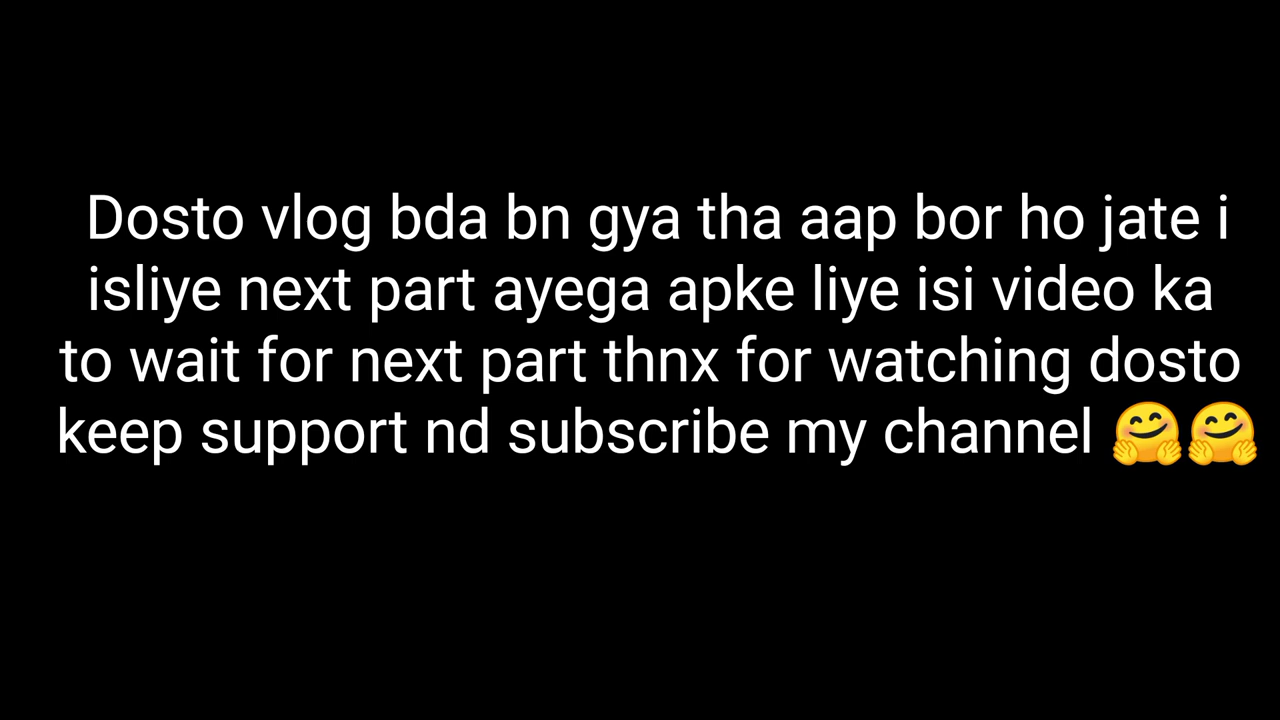 Dosto vlog bda bn gya tha aap bor ho jate i
isliye next part ayega apke liye isi video ka
to wait for next part thnx for watching dosto
keep support nd subscribe my channel 🤗🤗